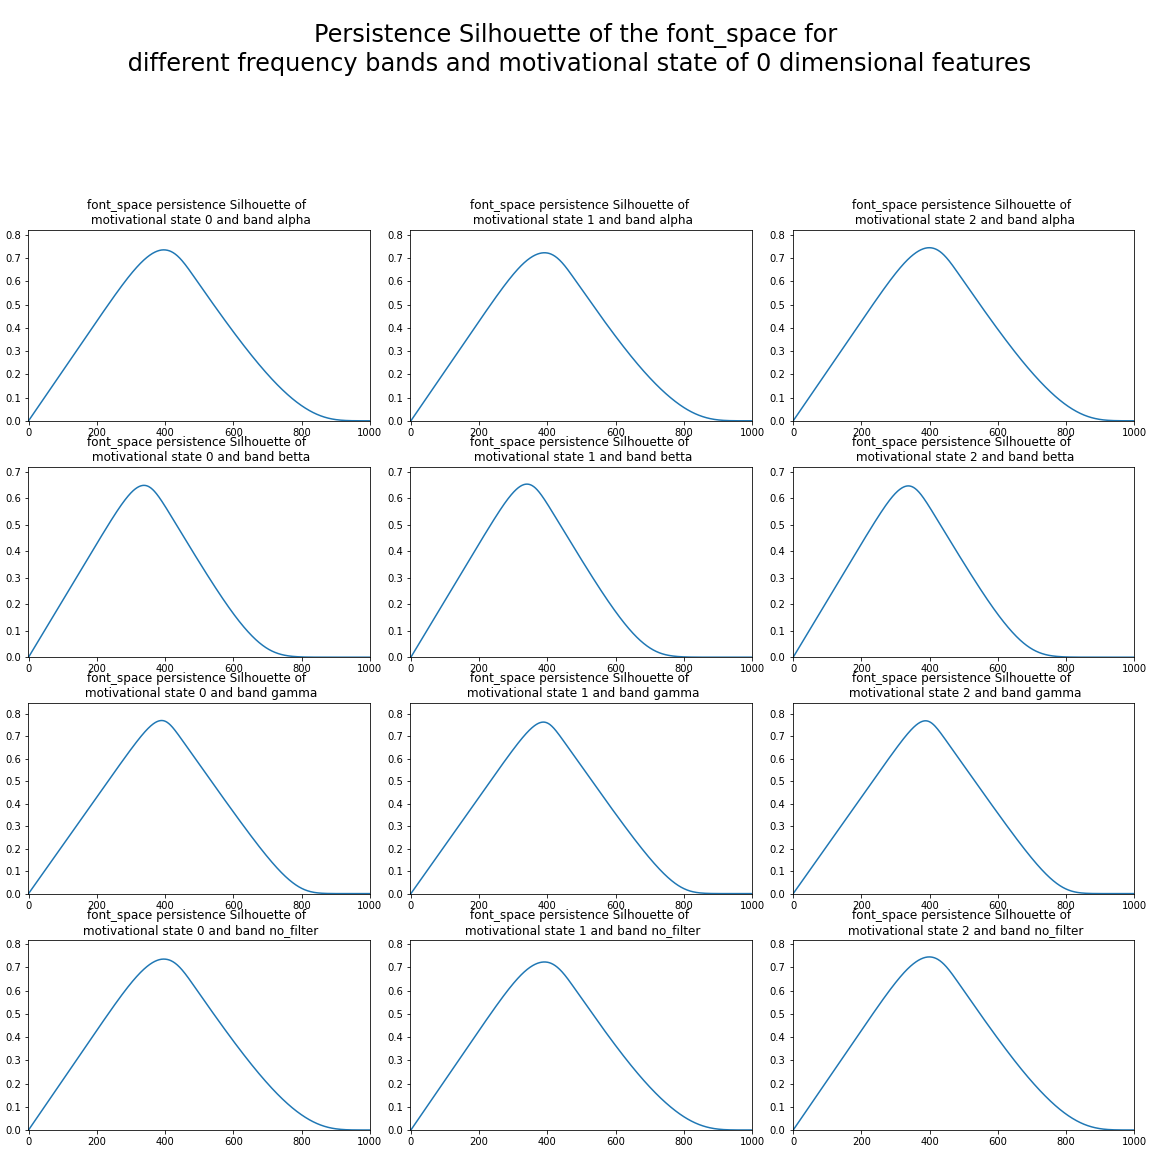 Persistence Silhouette of the font_space for
different frequency bands and motivational state of 0 dimensional features
font_space persistence Silhouette of
motivational state 0 and band alpha
0.8
0.7
0.6
0.5
0.4
0.3
0.2
0.1
0.0
0 200 400 600 800 1000
font_space persistence Silhouette of
motivational state 1 and band alpha
0.8
0.7
0.6
0.5
0.4
0.3
0.2
0.1
0.0
0 200 400 600 800 1000
font_space persistence Silhouette of
motivational state 2 and band alpha
0.8
0.7
0.6
0.5
0.4
0.3
0.2
0.1
0.0
0 200 400 600 800 1000
font_space persistence Silhouette of
motivational state 0 and band betta
0.7
0.6
0.5
0.4
0.3
0.2
0.1
0.0
0 200 400 600 800 1000
font_space persistence Silhouette of
motivational state 1 and band betta
0.7
0.6
0.5
0.4
0.3
0.2
0.1
0.0
0 200 400 600 800 1000
font_space persistence Silhouette of
motivational state 2 and band betta
0.7
0.6
0.5
0.4
0.3
0.2
0.1
0.0
0 200 400 600 800 1000
font_space persistence Silhouette of
motivational state 0 and band gamma
0.8
0.7
0.6
0.5
0.4
0.3
0.2
0.1
0.0
0 200 400 600 800 1000
font_space persistence Silhouette of
motivational state 1 and band gamma
0.8
0.7
0.6
0.5
0.4
0.3
0.2
0.1
0.0
0 200 400 600 800 1000
font_space persistence Silhouette of
motivational state 2 and band gamma
0.8
0.7
0.6
0.5
0.4
0.3
0.2
0.1
0.0
0 200 400 600 800 1000
font_space persistence Silhouette of
motivational state 0 and band no_filter
0.8
0.7
0.6
0.5
0.4
0.3
0.2
0.1
0.0
0 200 400 600 800 1000
font_space persistence Silhouette of
motivational state 1 and band no_filter
0.8
0.7
0.6
0.5
0.4
0.3
0.2
0.1
0.0
0 200 400 600 800 1000
font_space persistence Silhouette of
motivational state 2 and band no_filter
0.8
0.7
0.6
0.5
0.4
0.3
0.2
0.1
0.0
0 200 400 600 800 1000